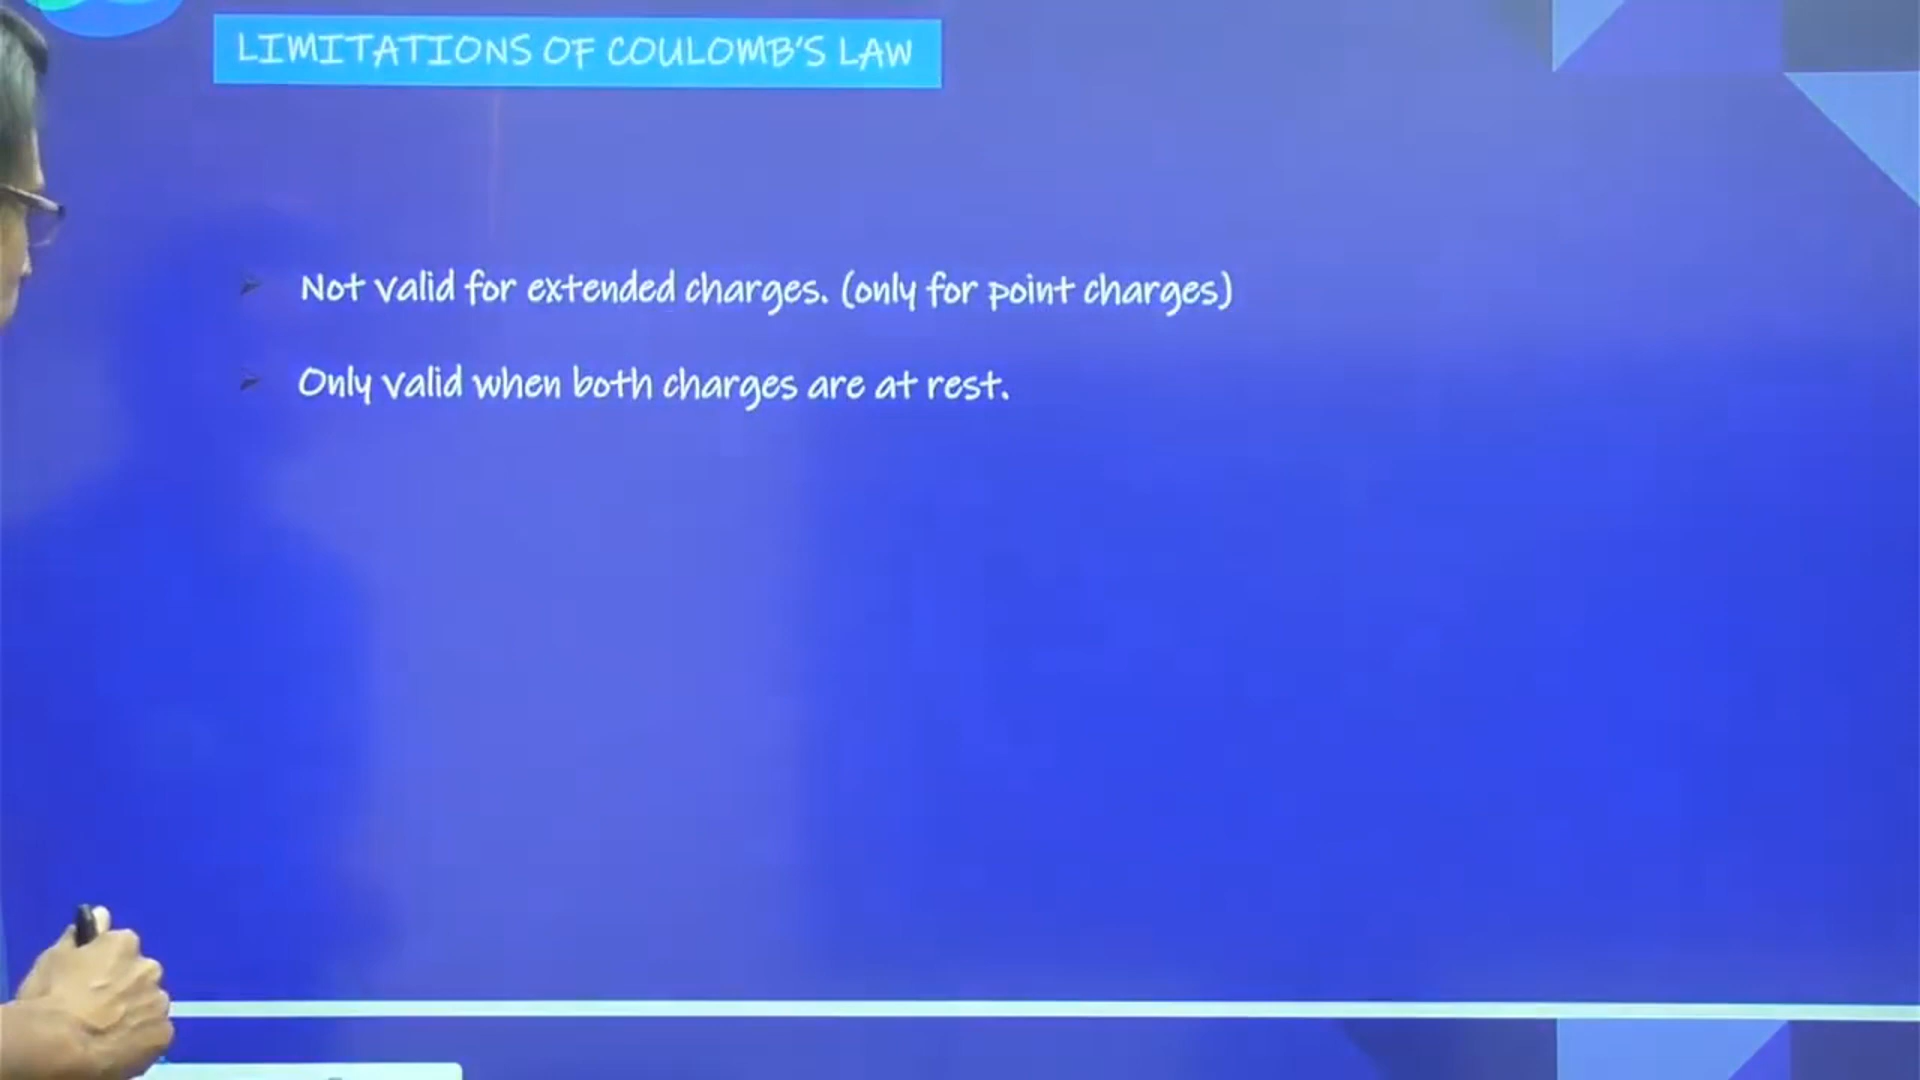 LIMITATIONS OF COULOMB'S LAW
Not valid for extended charges. (only for point charges)
Only valid when both charges are at rest.